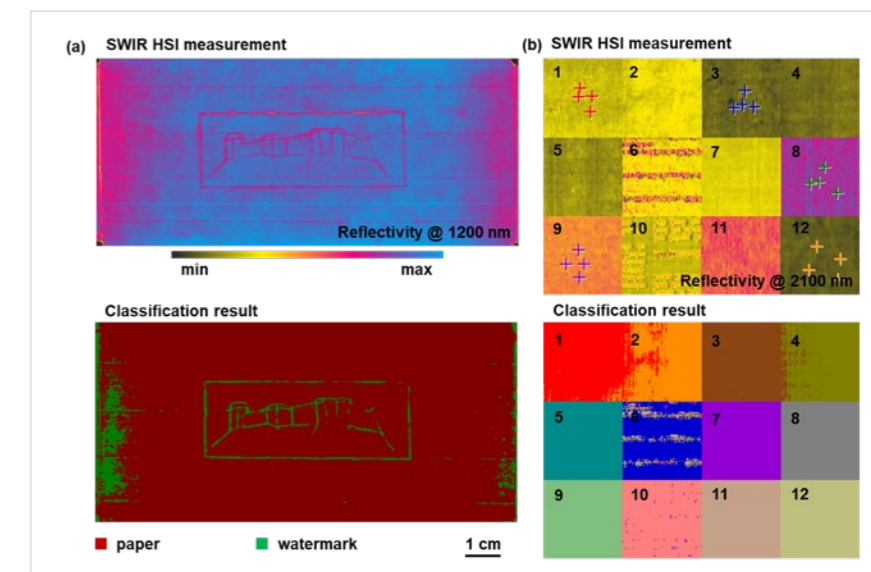 (a) SWIR HSI measurement
Reflectivity @ 1200 nm
min max
Classification result
paper watermark 1 cm
(b) SWIR HSI measurement
1 2 3 4
5 6 7 8
9 10 11 12
Reflectivity @ 2100 nm
Classification result
1 2 3 4
5 6 7 8
9 10 11 12